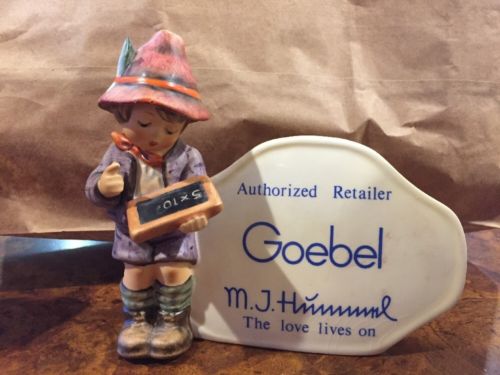 5x10=
Authorized Retailer
Goebel
M.J. Hummel
The love lives on